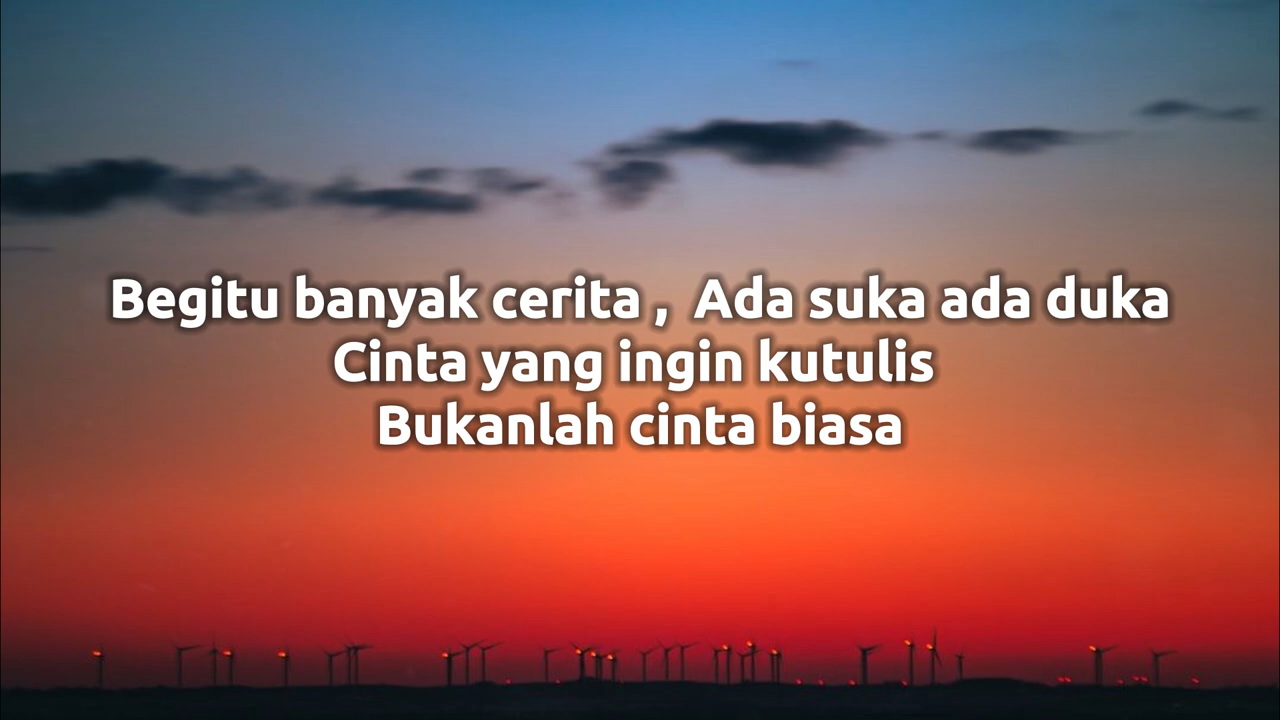 Begitu banyak cerita ,  Ada suka ada duka
Cinta yang ingin kutulis
Bukanlah cinta biasa